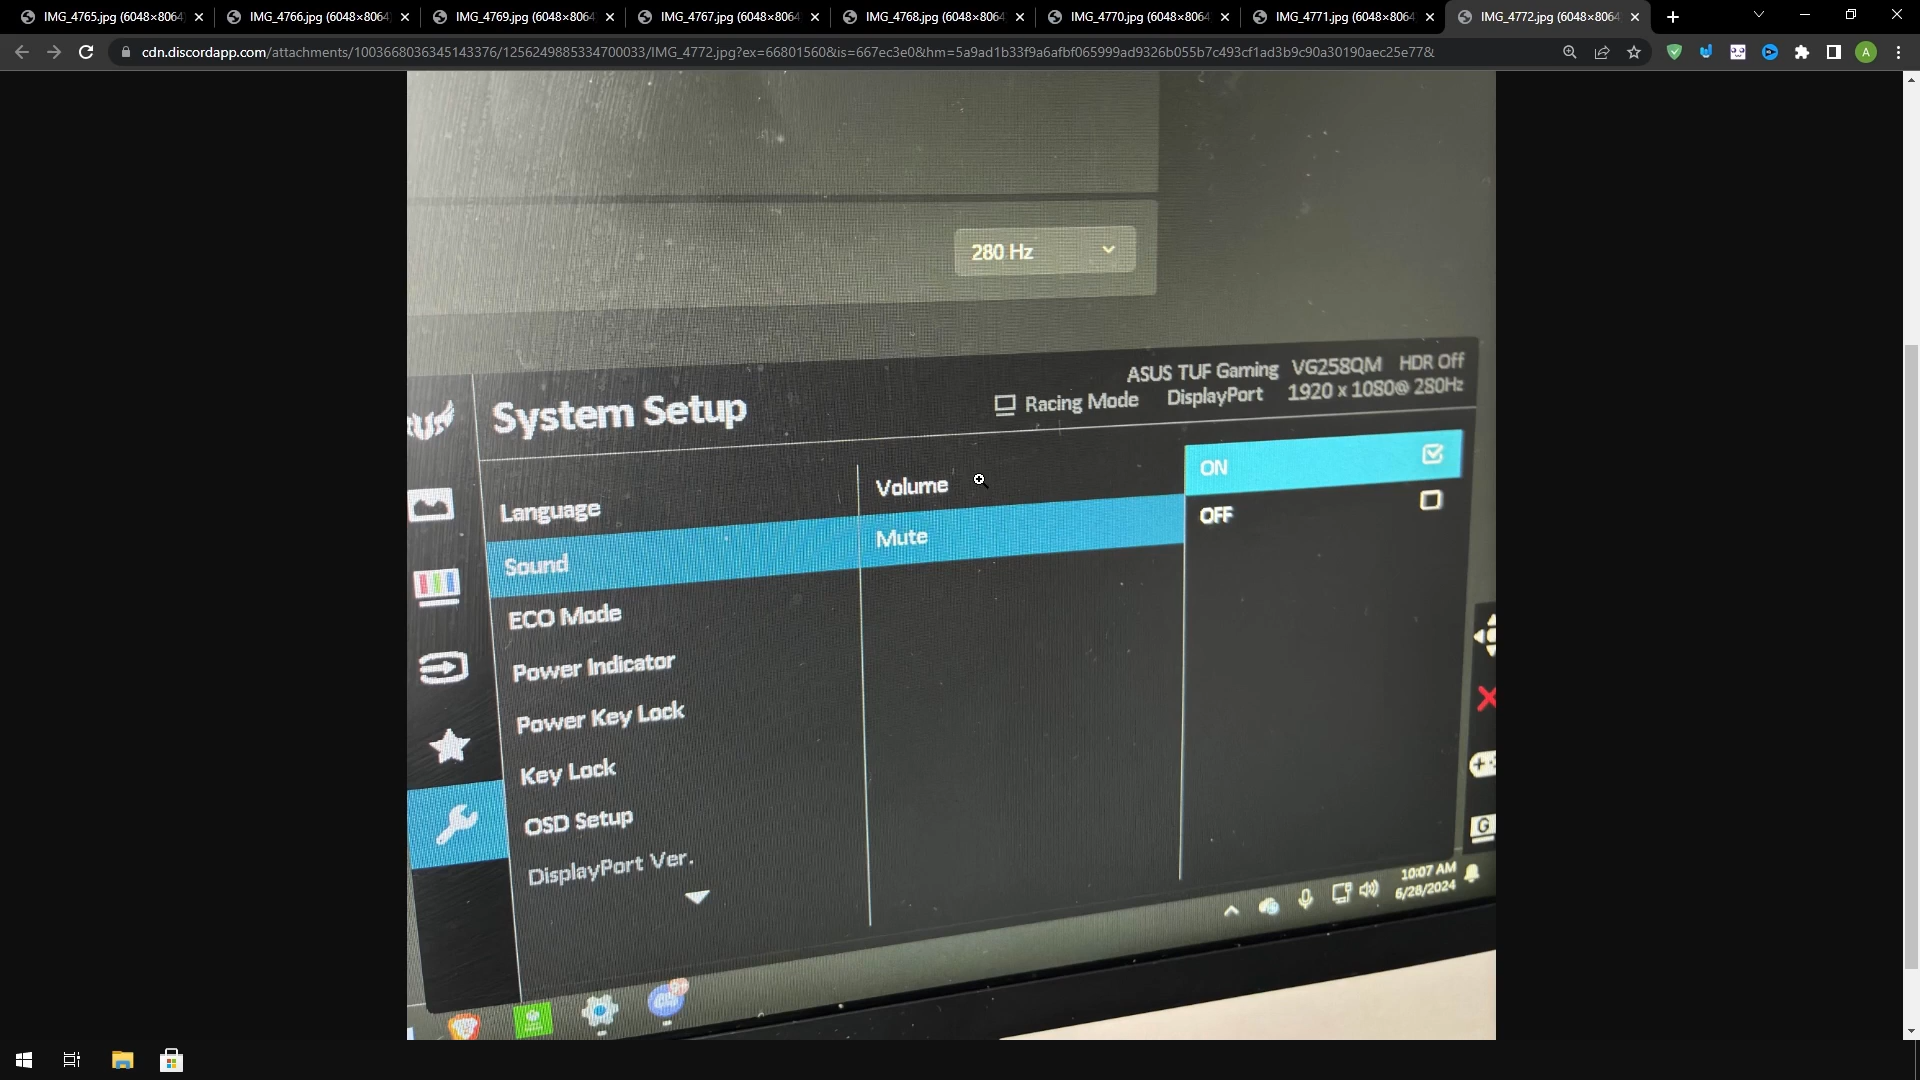 IMG_4765.jpg (6048×8064
IMG_4766.jpg (6048×8064
IMG_4769.jpg (6048×8064
IMG_4767.jpg (6048×8064
IMG_4768.jpg (6048×8064
IMG_4770.jpg (6048×8064
IMG_4771.jpg (6048×8064
IMG_4772.jpg (6048×8064
cdn.discordapp.com/attachments/1003668036345143376/1256249885334700033/IMG_4772.jpg?ex=66801560&is=667ec3e0&hm=5a9ad1b33f9a6afbf065999ad9326b055b7c493cf1ad3b9c90a30190aec25e77&
A
280 Hz
ASUS TUF Gaming VG258QM HDR Off
Racing Mode DisplayPort 1920 x 1080@ 280Hz
System Setup
Language
Sound
ECO Mode
Power Indicator
Power Key Lock
Key Lock
OSD Setup
DisplayPort Ver.
Volume
Mute
ON
OFF
G
10:07 AM
6/28/2024